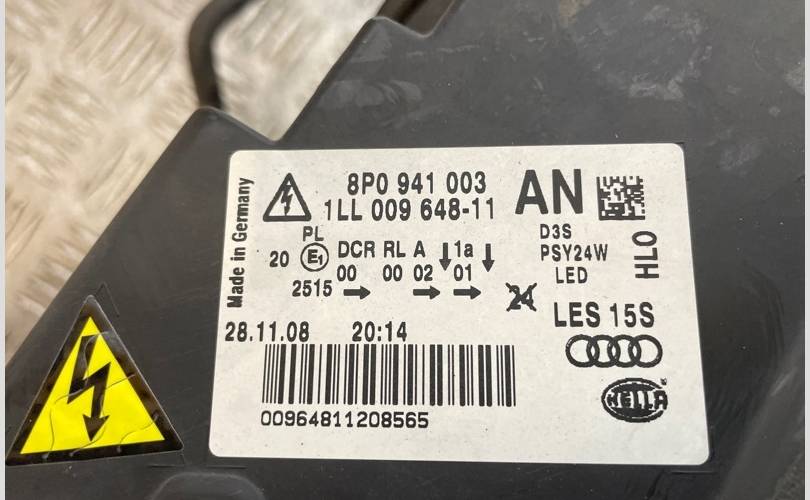 Made in Germany
8P0 941 003 AN
1LL 009 648-11
PL
20 E1 DCR RL A 1a
00 00 02 01
2515
D3S
PSY24W
LED
HLO
24
LES 15S
28.11.08 20:14
00964811208565
HELLA